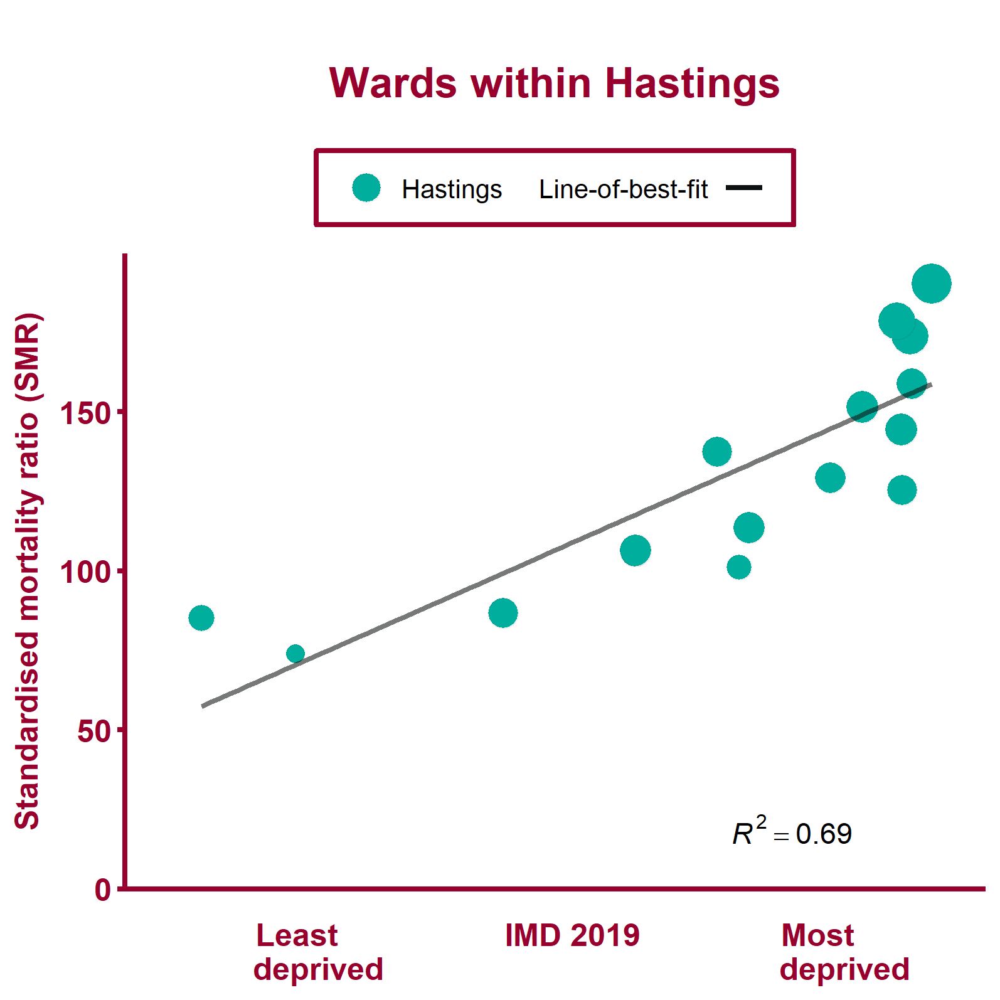 Wards within Hastings
Hastings Line-of-best-fit
Standardised mortality ratio (SMR)
150
100
50
0
R² = 0.69
Least deprived
IMD 2019
Most deprived